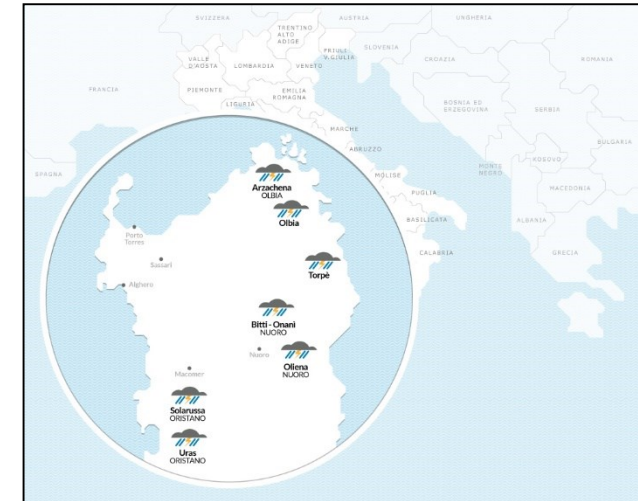 SVIZZERA
AUSTRIA
UNGHERIA
TRENTINO
ALTO
ADIGE
FRIULI
V.GIULIA
SLOVENIA
CROAZIA
ROMANIA
VALLE
D'AOSTA
LOMBARDIA
VENETO
FRANCIA
PIEMONTE
EMILIA
ROMAGNA
LIGURIA
BOSNIA ED
ERZEGOVINA
SERBIA
MARCHE
ABRUZZO
BULGARIA
SPAGNA
MONTE
NEGRO
KOSOVO
MOLISE
MACEDONIA
PUGLIA
BASILICATA
ALBANIA
CALABRIA
GRECIA
Arzachena
OLBIA
Olbia
Porto
Torres
Sassari
Torpè
Alghero
Bitti - Onanì
NUORO
Nuoro
Oliena
NUORO
Macomer
Solarussa
ORISTANO
Uras
ORISTANO